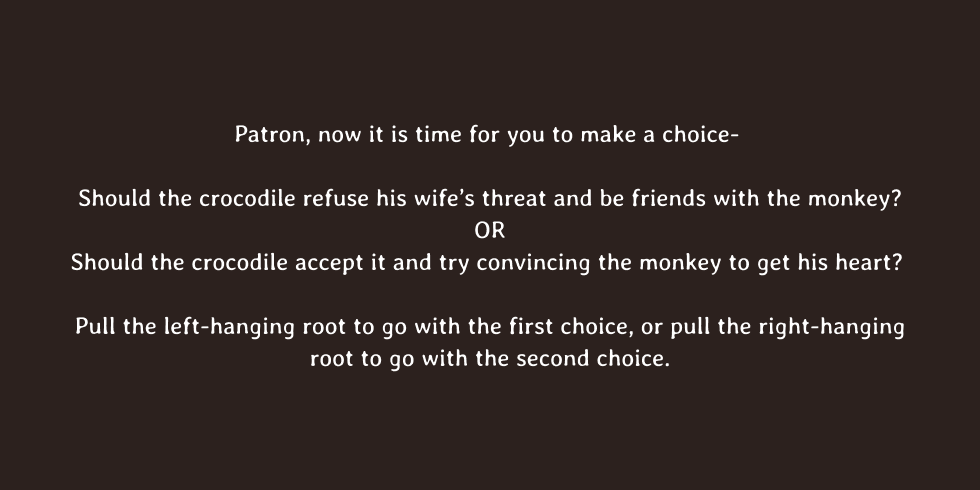 Patron, now it is time for you to make a choice-
Should the crocodile refuse his wife’s threat and be friends with the monkey?
OR
Should the crocodile accept it and try convincing the monkey to get his heart?
Pull the left-hanging root to go with the first choice, or pull the right-hanging
root to go with the second choice.